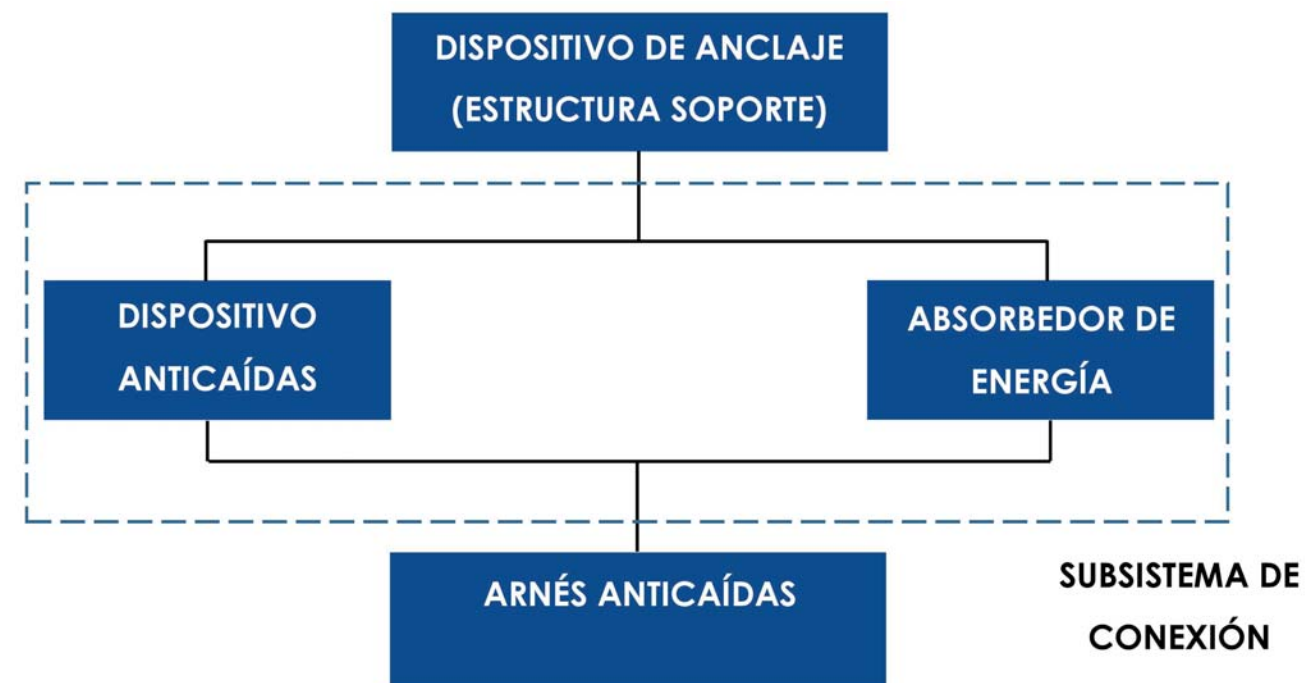 DISPOSITIVO DE ANCLAJE
(ESTRUCTURA SOPORTE)
DISPOSITIVO
ANTICAÍDAS
ABSORBEDOR DE
ENERGÍA
ARNÉS ANTICAÍDAS
SUBSISTEMA DE
CONEXIÓN